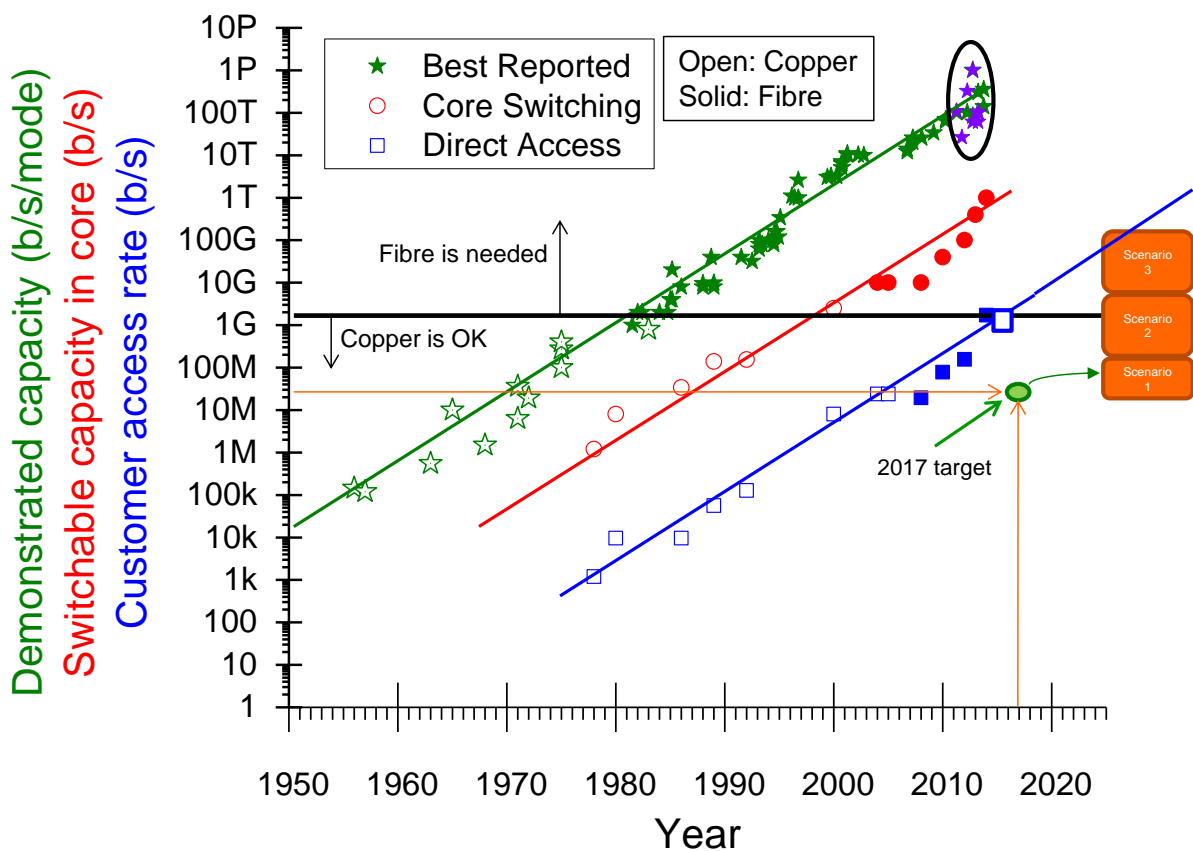 Demonstrated capacity (b/s/mode)
Switchable capacity in core (b/s)
Customer access rate (b/s)
10P
1P
100T
10T
1T
100G
10G
1G
100M
10M
1M
100k
10k
1k
100
10
1
Best Reported
Core Switching
Direct Access
Open: Copper
Solid: Fibre
Fibre is needed
Copper is OK
2017 target
Scenario
3
Scenario
2
Scenario
1
1950 1960 1970 1980 1990 2000 2010 2020
Year